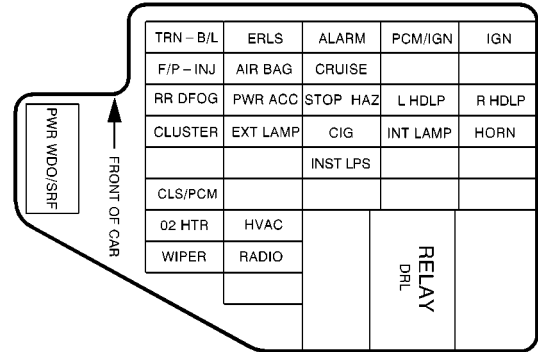 TRN – B/L ERLS ALARM PCM/IGN IGN
F/P – INJ AIR BAG CRUISE
RR DFOG PWR ACC STOP HAZ L HDLP R HDLP
CLUSTER EXT LAMP CIG INT LAMP HORN
INST LPS
CLS/PCM
02 HTR HVAC
WIPER RADIO
PWR WDO/SRF
FRONT OF CAR
RELAY
DRL